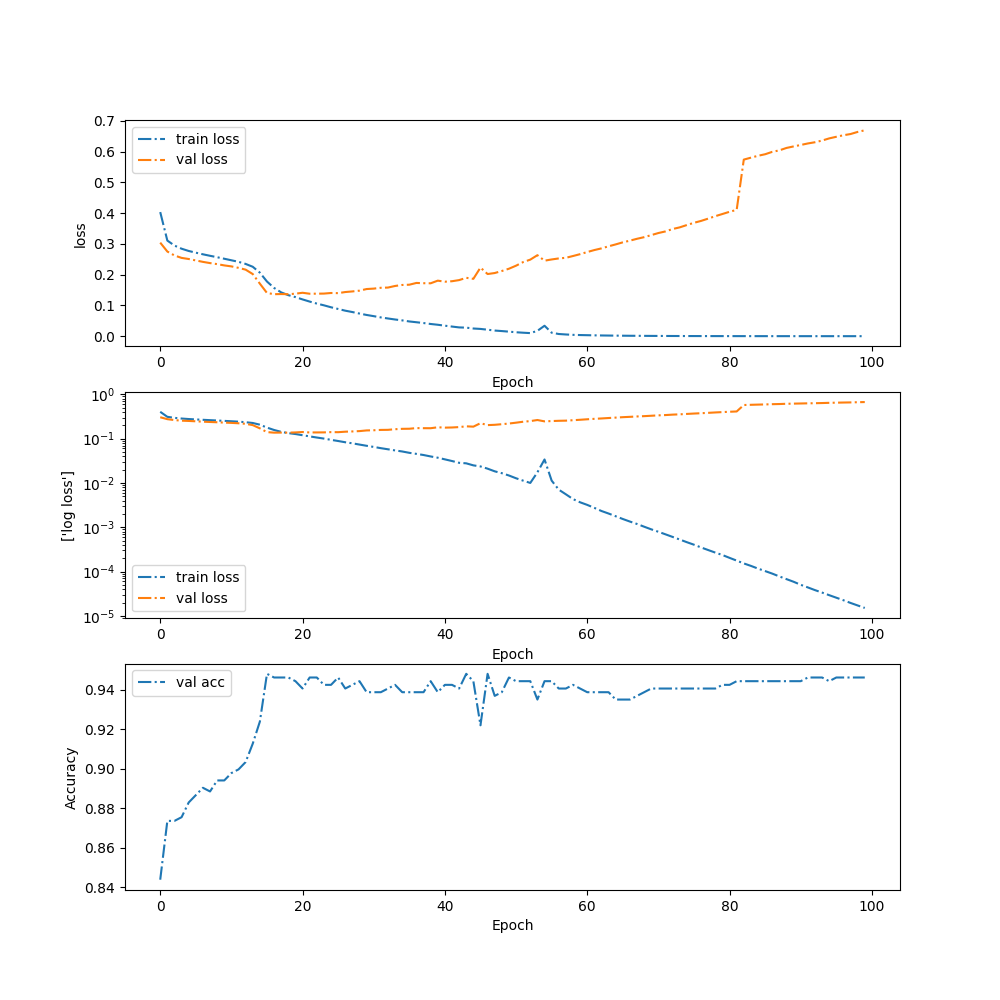 0.7
0.6
0.5
0.4
0.3
0.2
0.1
0.0
loss
train loss
val loss
0 20 40 60 80 100
Epoch
10⁰
10⁻¹
10⁻²
10⁻³
10⁻⁴
10⁻⁵
['log loss']
train loss
val loss
0 20 40 60 80 100
Epoch
0.94
0.92
0.90
0.88
0.86
0.84
Accuracy
val acc
0 20 40 60 80 100
Epoch